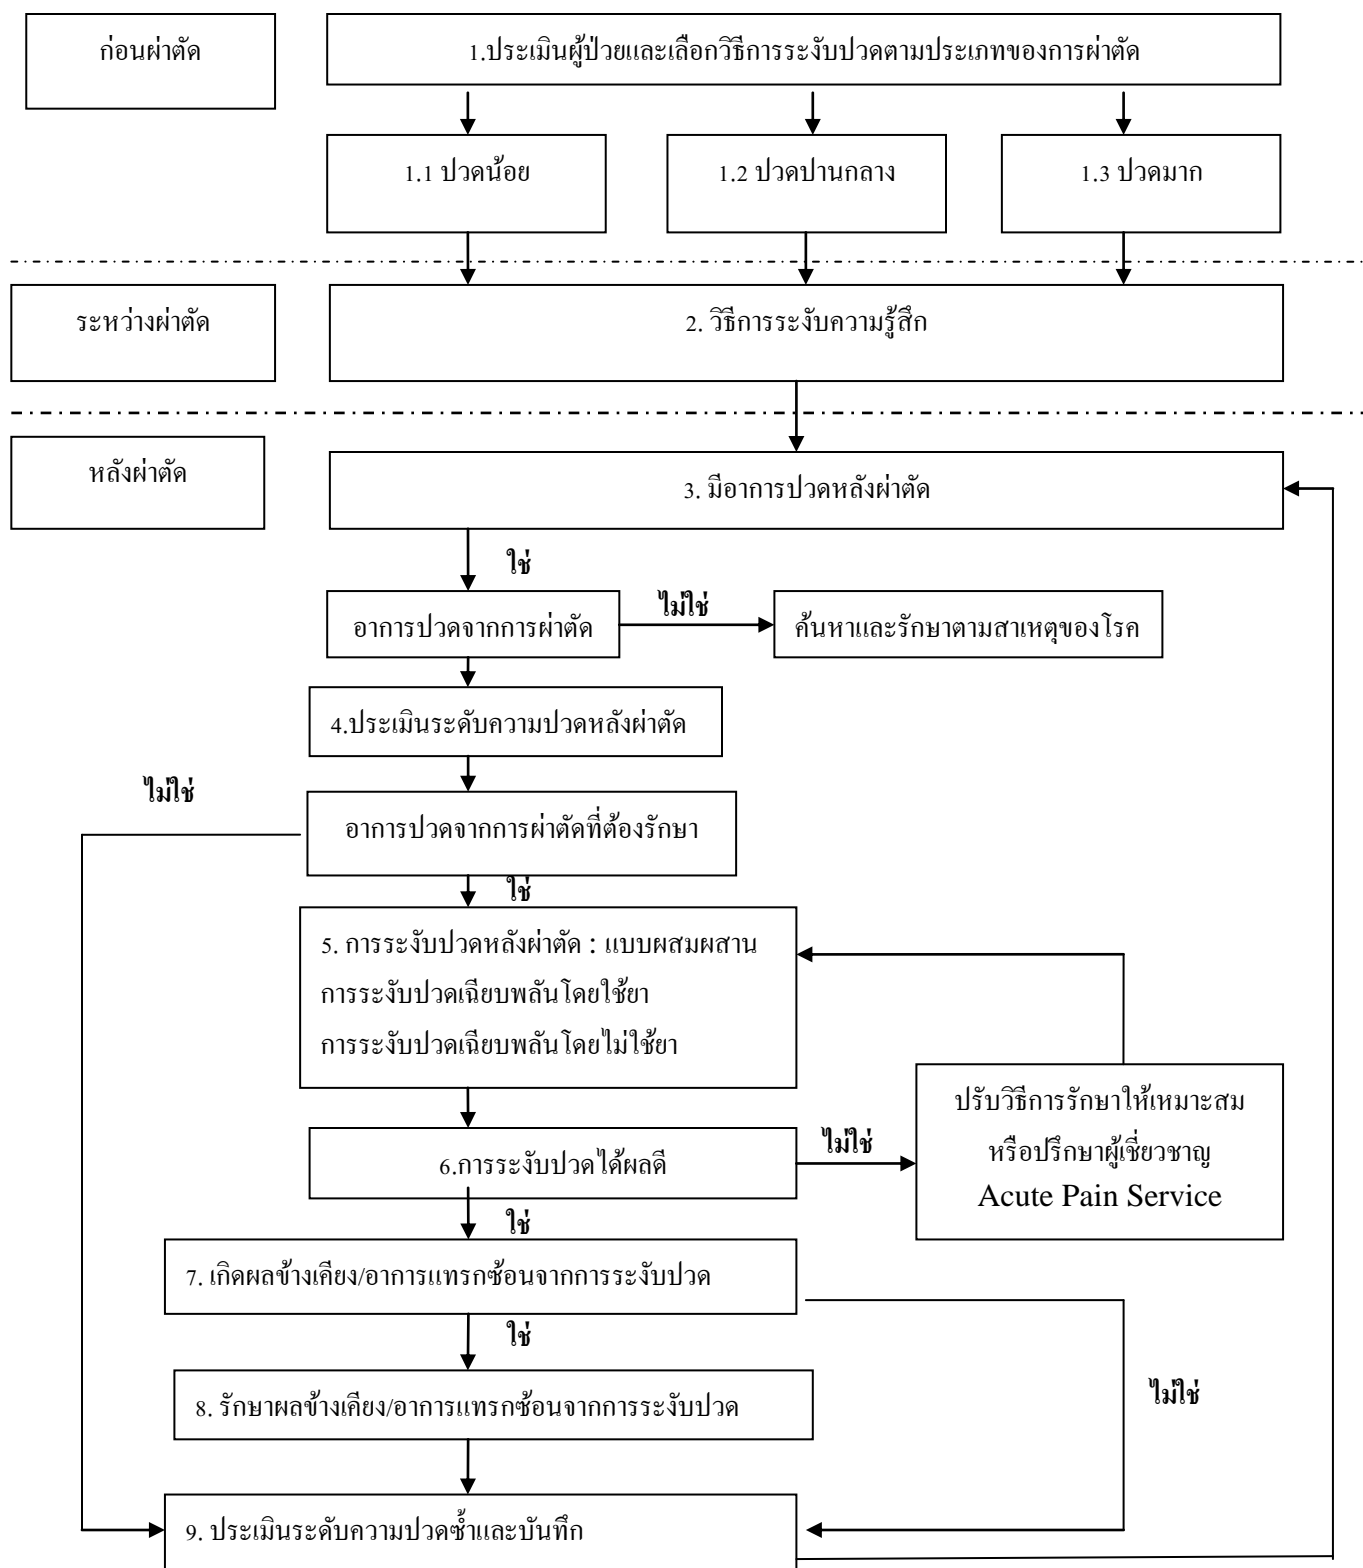 ก่อนผ่าตัด
1.ประเมินผู้ป่วยและเลือกวิธีการระงับปวดตามประเภทของการผ่าตัด
1.1 ปวดน้อย
1.2 ปวดปานกลาง
1.3 ปวดมาก
ระหว่างผ่าตัด
2. วิธีการระงับความรู้สึก
หลังผ่าตัด
3. มีอาการปวดหลังผ่าตัด
ใช่
อาการปวดจากการผ่าตัด
ไม่ใช่
ค้นหาและรักษาตามสาเหตุของโรค
4.ประเมินระดับความปวดหลังผ่าตัด
ไม่ใช่
อาการปวดจากการผ่าตัดที่ต้องรักษา
ใช่
5. การระงับปวดหลังผ่าตัด : แบบผสมผสาน
การระงับปวดเฉียบพลันโดยใช้ยา
การระงับปวดเฉียบพลันโดยไม่ใช้ยา
ปรับวิธีการรักษาให้เหมาะสม
หรือปรึกษาผู้เชี่ยวชาญ
Acute Pain Service
ไม่ใช่
6.การระงับปวดได้ผลดี
ใช่
7. เกิดผลข้างเคียง/อาการแทรกซ้อนจากการระงับปวด
ใช่
ไม่ใช่
8. รักษาผลข้างเคียง/อาการแทรกซ้อนจากการระงับปวด
9. ประเมินระดับความปวดซ้ำและบันทึก